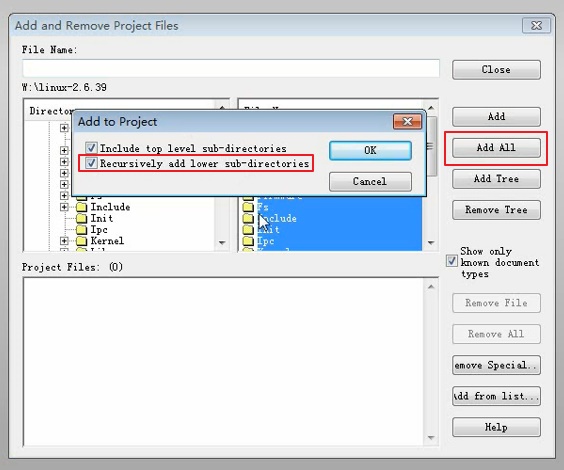 Add and Remove Project Files
File Name:
W:\linux-2.6.39
Close
Add to Project
Include top level sub-directories
Recursively add lower sub-directories
OK
Cancel
Include
Init
Ipc
Kernel
Fs
Include
Init
Ipc
Add
Add All
Add Tree
Remove Tree
Show only
known document
types
Project Files: (0)
Remove File
Remove All
emove Special..
Add from list...
Help